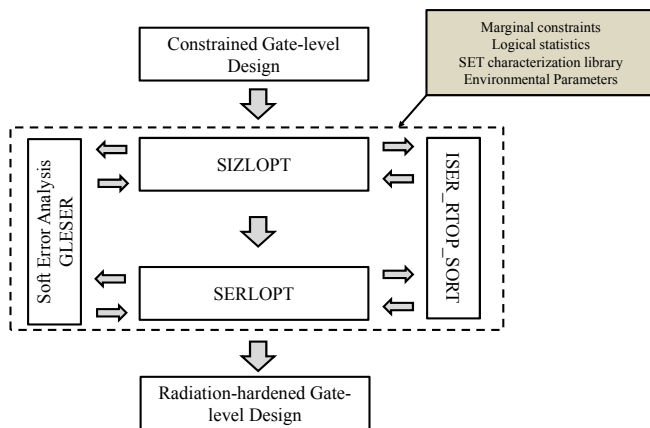 Marginal constraints
Logical statistics
SET characterization library
Environmental Parameters
Constrained Gate-level
Design
Soft Error Analysis
GLESER
SIZLOPT
ISER_RTOP_SORT
SERLOPT
Radiation-hardened Gate-
level Design